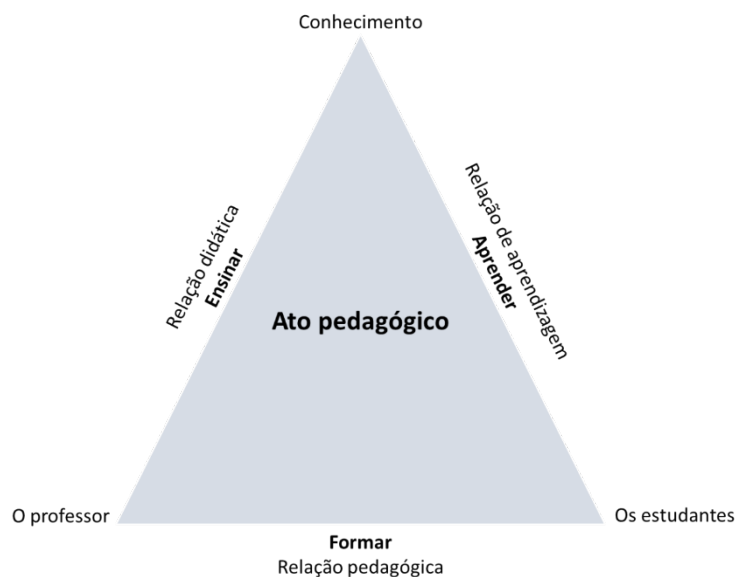 Conhecimento
Relação didática
Ensinar
Relação de aprendizagem
Aprender
Ato pedagógico
O professor
Os estudantes
Formar
Relação pedagógica